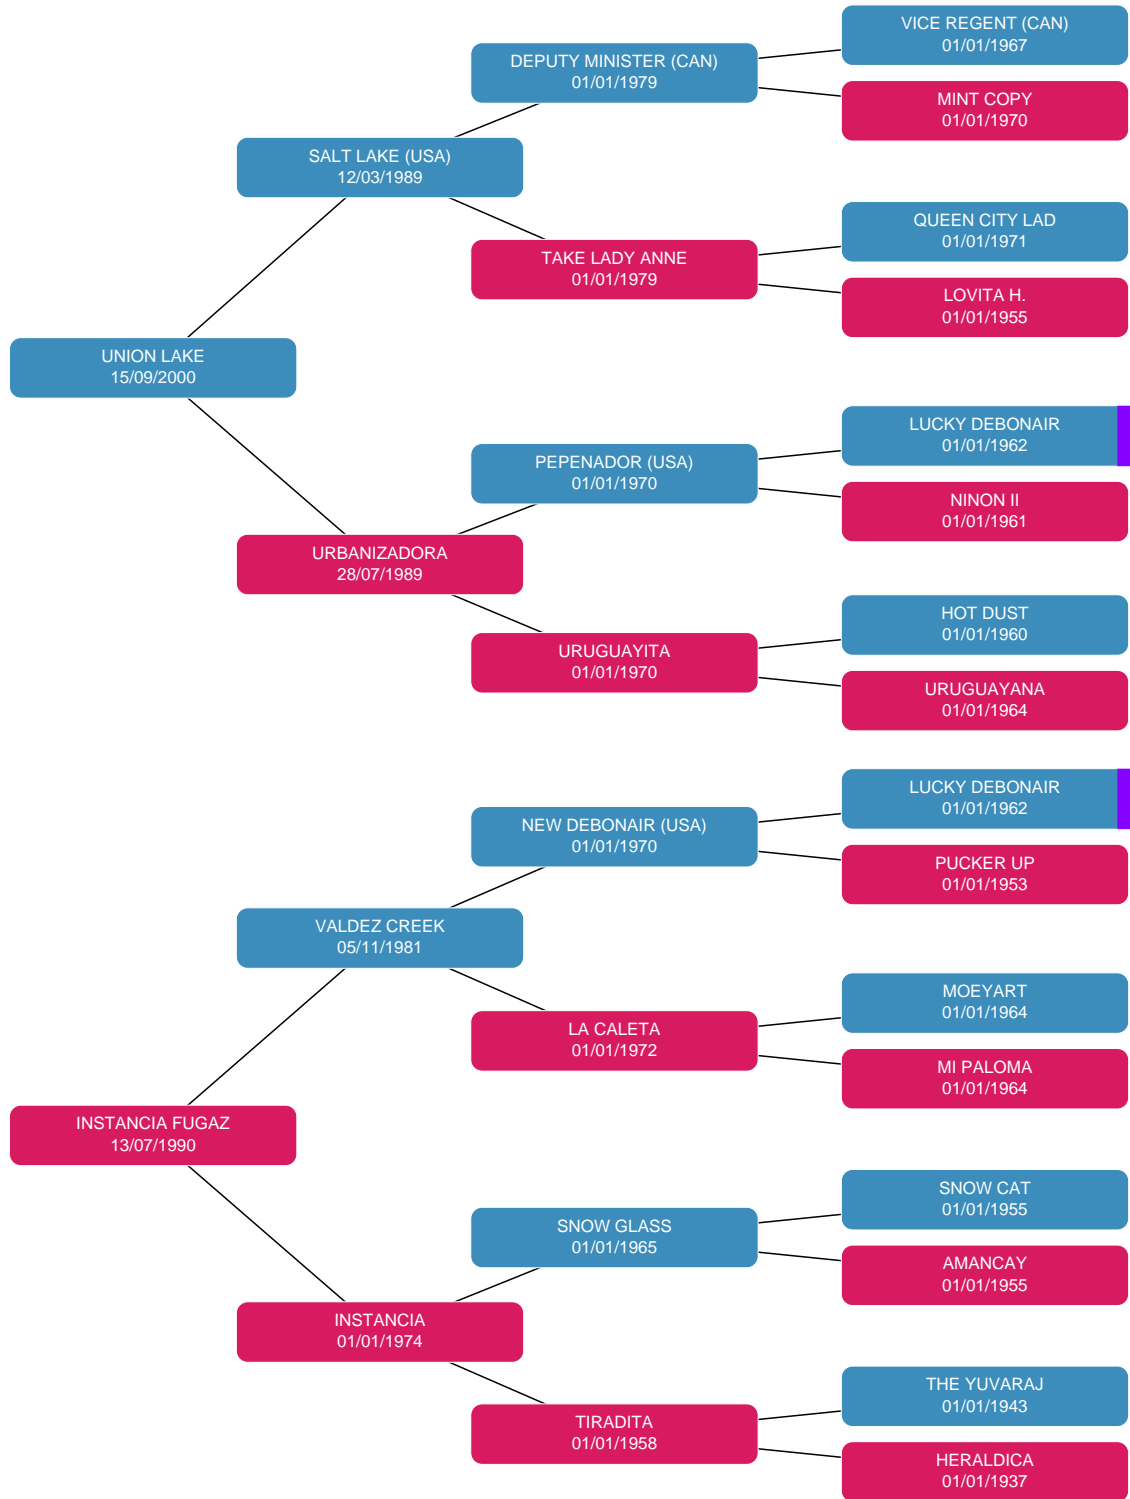 VICE REGENT (CAN)
01/01/1967
DEPUTY MINISTER (CAN)
01/01/1979
MINT COPY
01/01/1970
SALT LAKE (USA)
12/03/1989
QUEEN CITY LAD
01/01/1971
TAKE LADY ANNE
01/01/1979
LOVITA H.
01/01/1955
UNION LAKE
15/09/2000
LUCKY DEBONAIR
01/01/1962
PEPENADOR (USA)
01/01/1970
NINON II
01/01/1961
URBANIZADORA
28/07/1989
HOT DUST
01/01/1960
URUGUAYITA
01/01/1970
URUGUAYANA
01/01/1964
LUCKY DEBONAIR
01/01/1962
NEW DEBONAIR (USA)
01/01/1970
PUCKER UP
01/01/1953
VALDEZ CREEK
05/11/1981
MOEYART
01/01/1964
LA CALETA
01/01/1972
MI PALOMA
01/01/1964
INSTANCIA FUGAZ
13/07/1990
SNOW CAT
01/01/1955
SNOW GLASS
01/01/1965
AMANCAY
01/01/1955
INSTANCIA
01/01/1974
THE YUVARAJ
01/01/1943
TIRADITA
01/01/1958
HERALDICA
01/01/1937